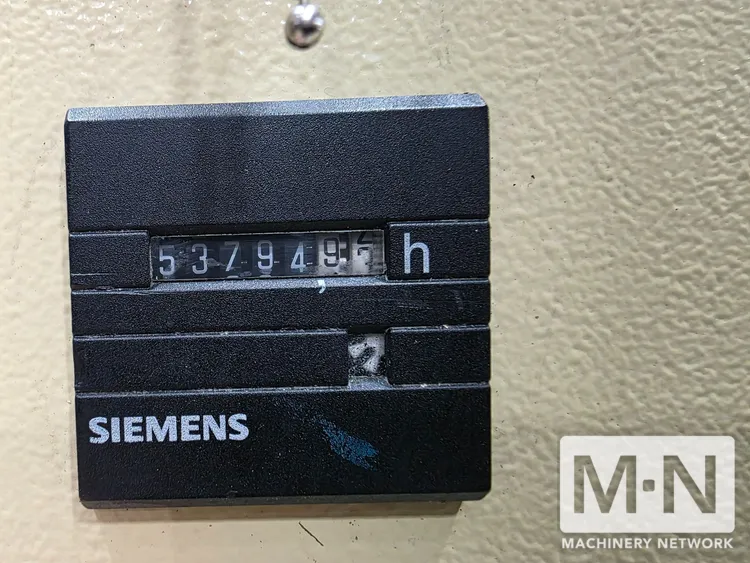 537949 h
,
SIEMENS
M·N
MACHINERY NETWORK